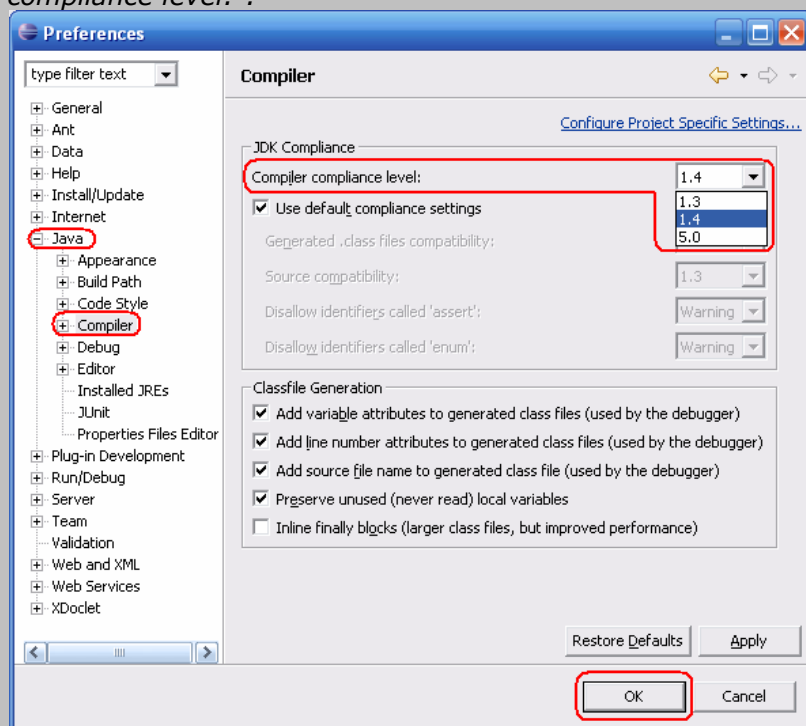 compliance level:".
Preferences
type filter text
Compiler
General
Ant
Data
Help
Install/Update
Internet
Java
Appearance
Build Path
Code Style
Compiler
Debug
Editor
Installed JREs
JUnit
Properties Files Editor
Plug-in Development
Run/Debug
Server
Team
Validation
Web and XML
Web Services
XDoclet
Configure Project Specific Settings...
JDK Compliance
Compiler compliance level: 1.4
1.3
1.4
5.0
Use default compliance settings
Generated .class files compatibility:
Source compatibility: 1.3
Disallow identifiers called 'assert': Warning
Disallow identifiers called 'enum': Warning
Classfile Generation
Add variable attributes to generated class files (used by the debugger)
Add line number attributes to generated class files (used by the debugger)
Add source file name to generated class file (used by the debugger)
Preserve unused (never read) local variables
Inline finally blocks (larger class files, but improved performance)
Restore Defaults Apply
OK Cancel